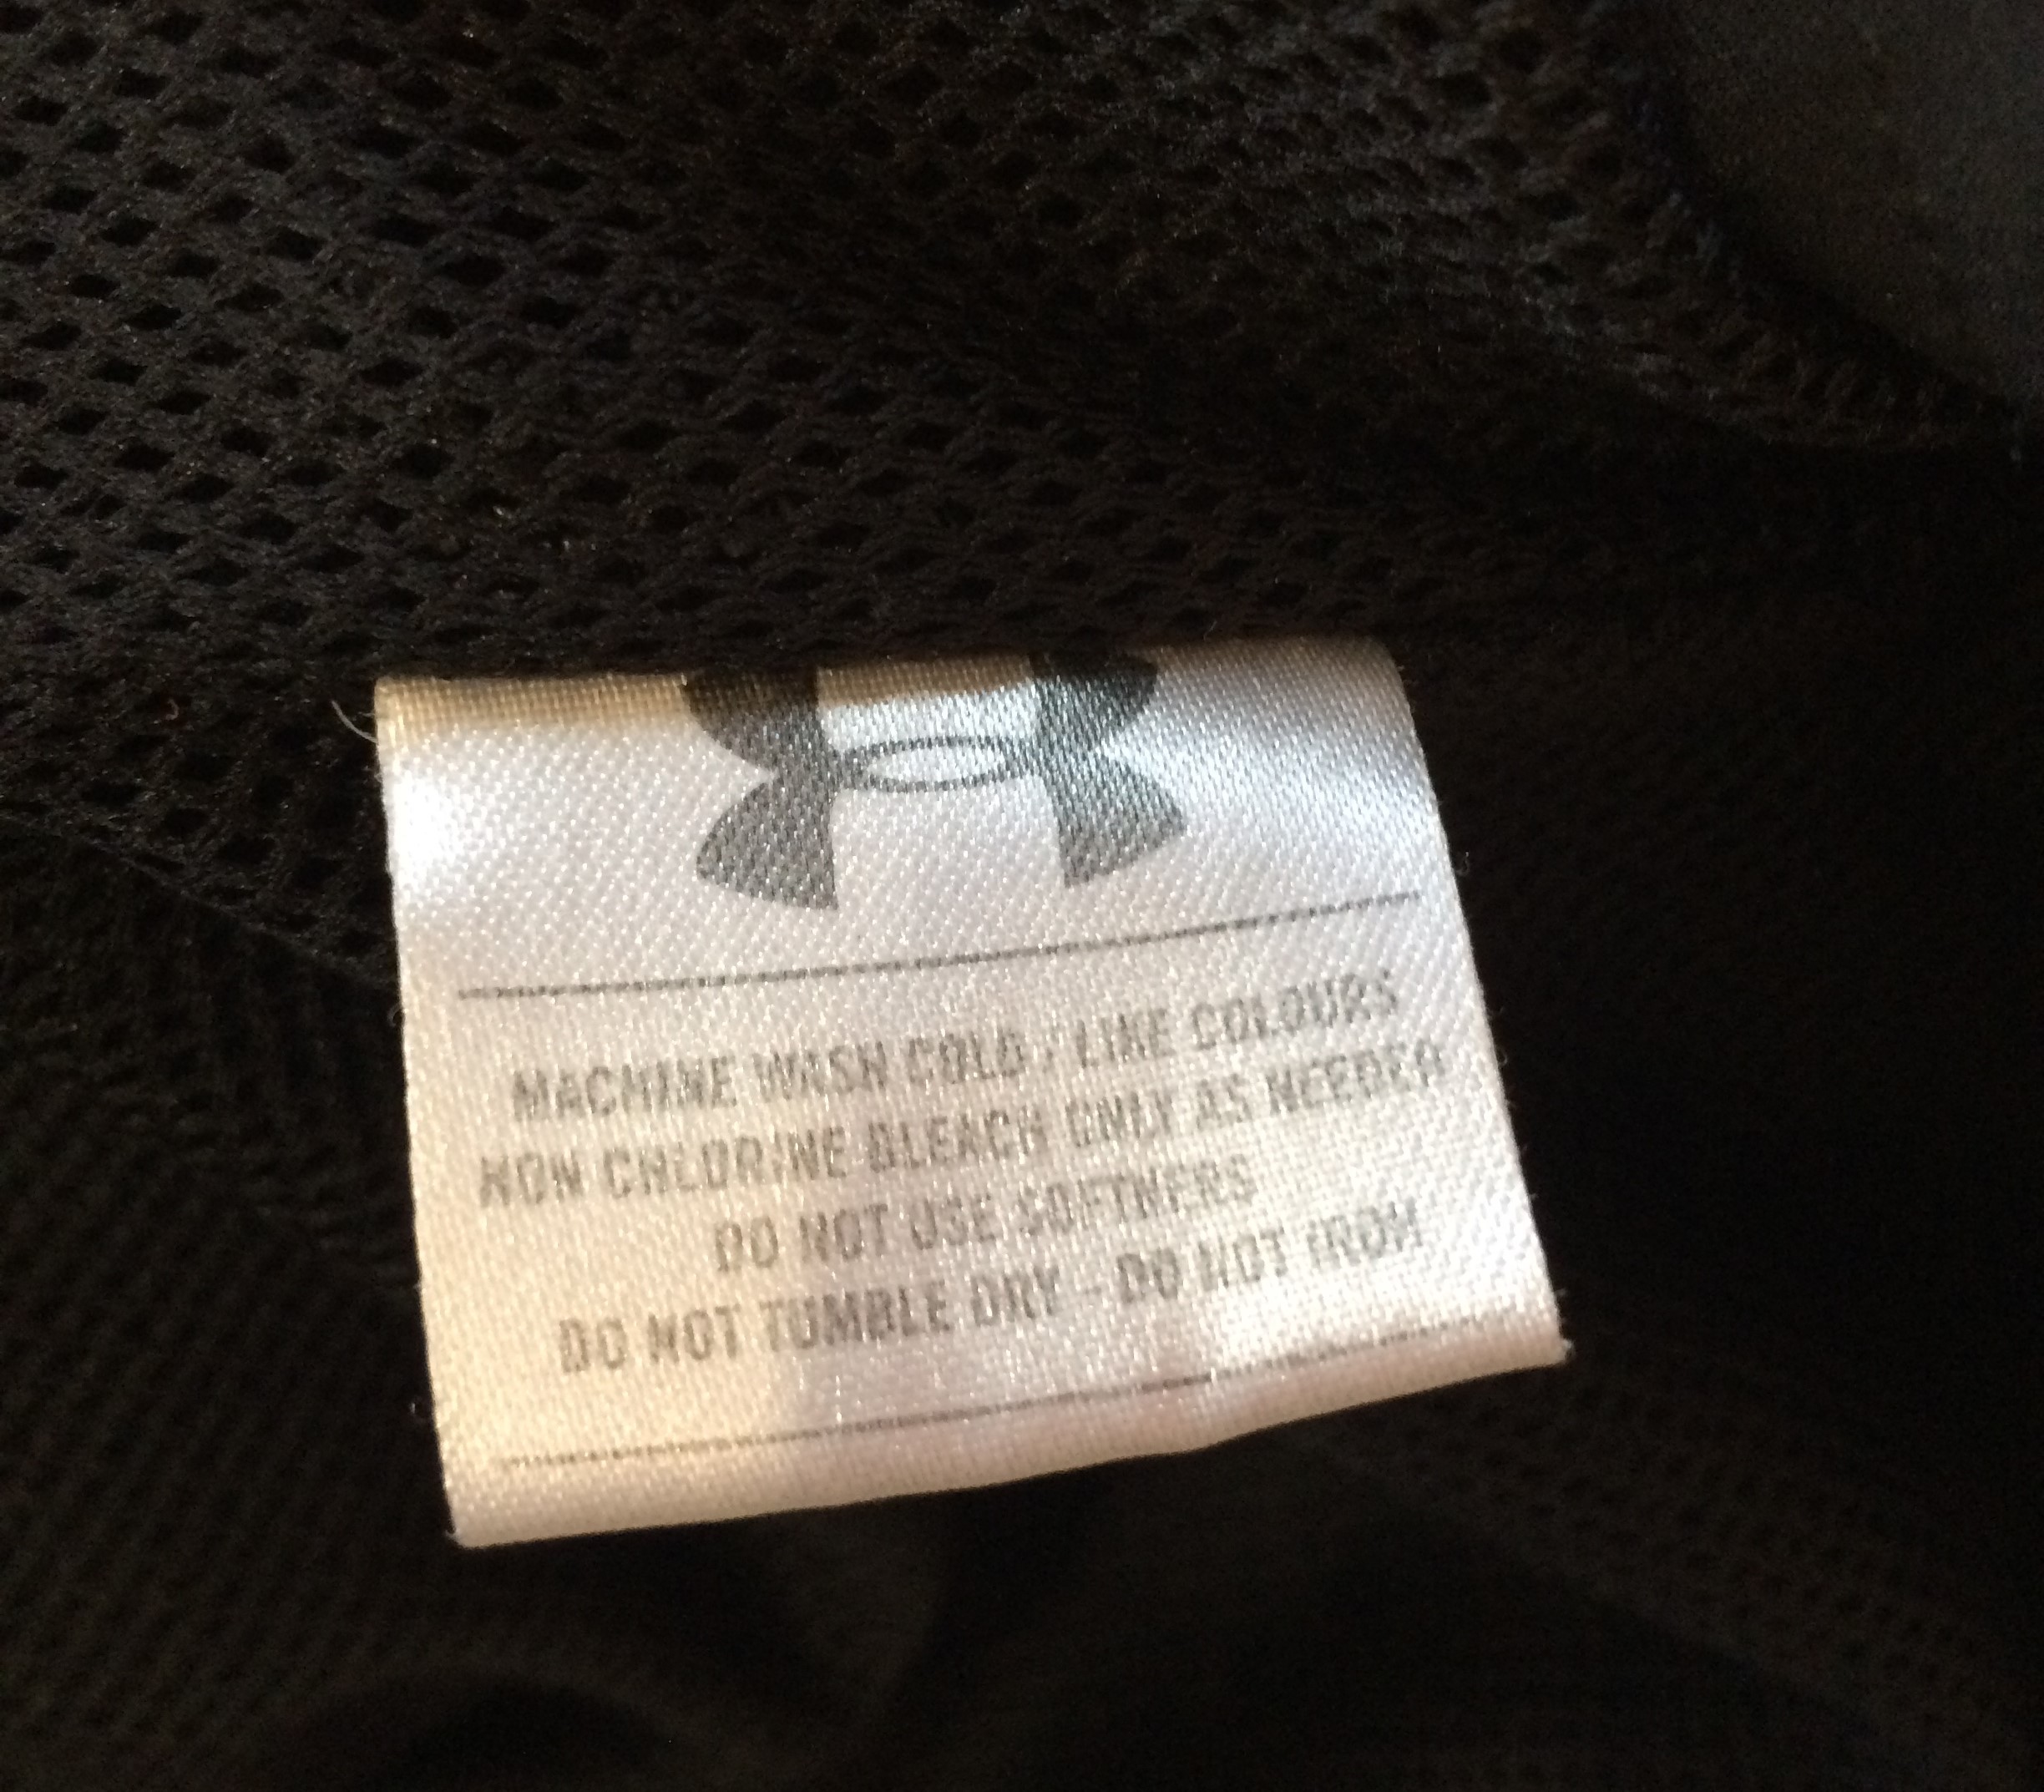 MACHINE WASH COLD - LIKE COLOURS
NON CHLORINE BLEACH ONLY AS NEEDED
DO NOT USE SOFTNERS
DO NOT TUMBLE DRY - DO NOT IRON